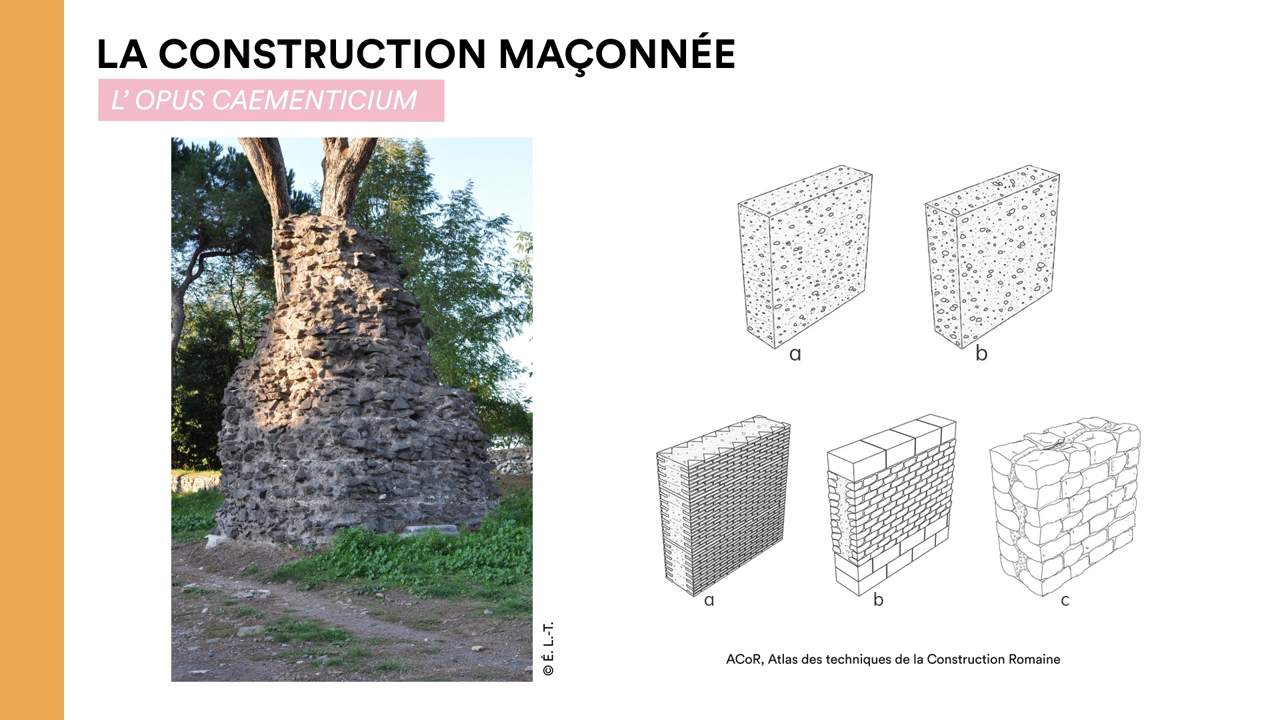 LA CONSTRUCTION MAÇONNÉE
L’ OPUS CAEMENTICIUM
a
b
a
b
c
© É. L.-T.
ACoR, Atlas des techniques de la Construction Romaine